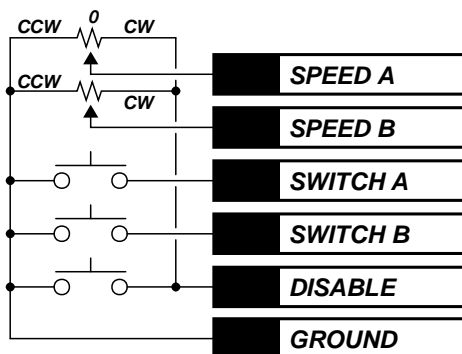 0
CCW CW
SPEED A
CCW CW
SPEED B
SWITCH A
SWITCH B
DISABLE
GROUND